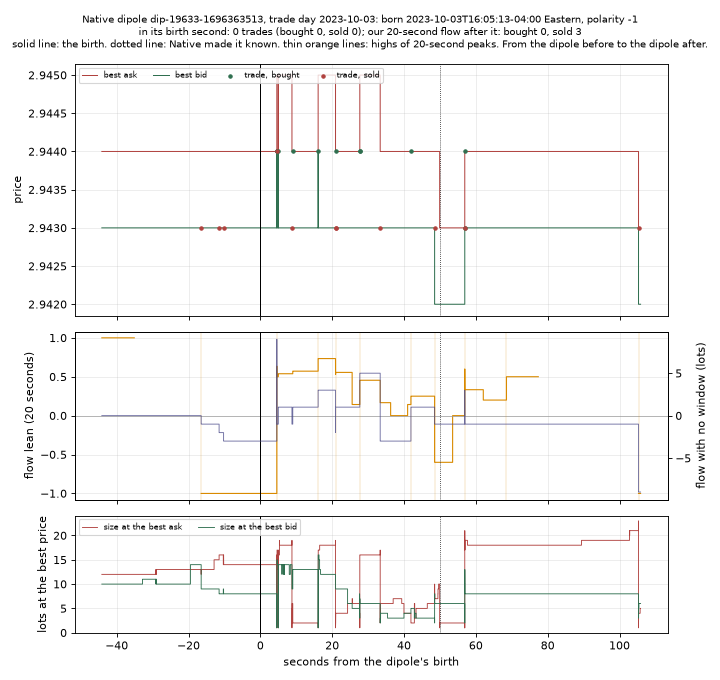 Native dipole dip-19633-1696363513, trade day 2023-10-03: born 2023-10-03T16:05:13-04:00 Eastern, polarity -1
in its birth second: 0 trades (bought 0, sold 0); our 20-second flow after it: bought 0, sold 3
solid line: the birth. dotted line: Native made it known. thin orange lines: highs of 20-second peaks. From the dipole before to the dipole after.
best ask
best bid
trade, bought
trade, sold
2.9450
2.9445
2.9440
2.9435
2.9430
2.9425
2.9420
price
1.0
0.5
0.0
−0.5
−1.0
flow lean (20 seconds)
5
0
−5
flow with no window (lots)
size at the best ask
size at the best bid
20
15
10
5
0
lots at the best price
−40
−20
0
20
40
60
80
100
seconds from the dipole's birth